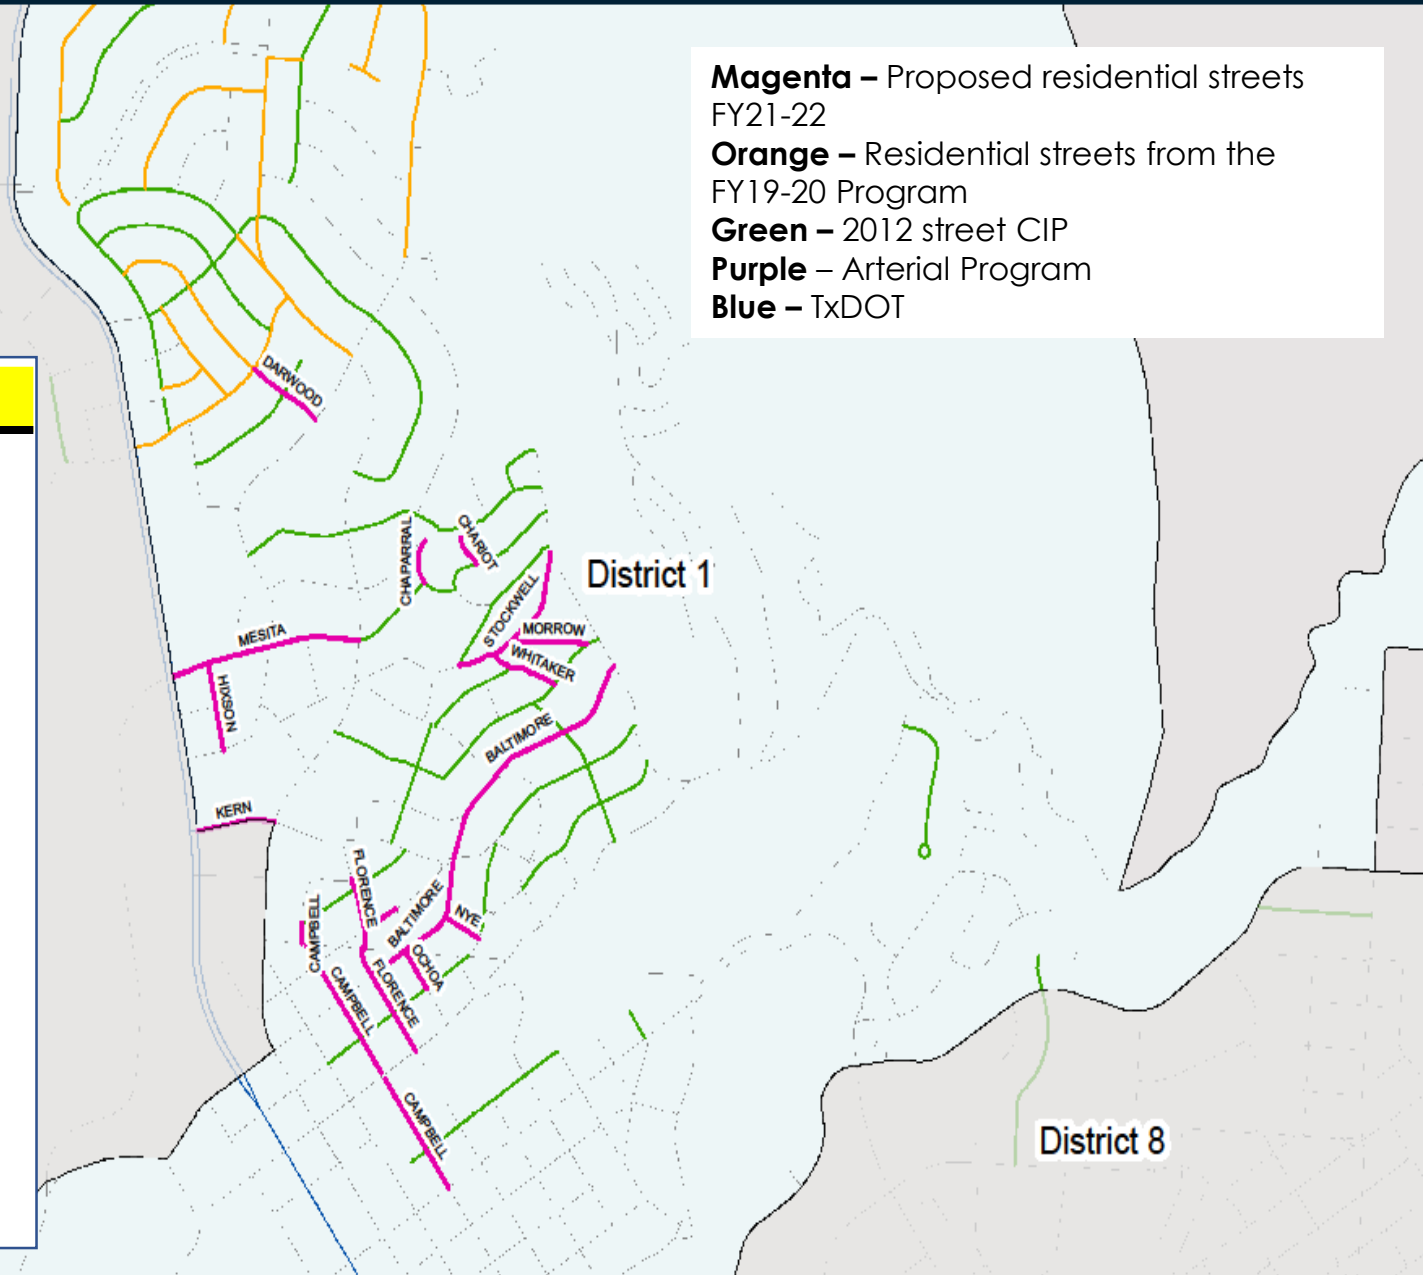 Magenta – Proposed residential streets
FY21-22
Orange – Residential streets from the
FY19-20 Program
Green – 2012 street CIP
Purple – Arterial Program
Blue – TxDOT
DARWOOD
CHAPARRAL
CHARIOT
District 1
STOCKWELL
MORROW
MESITA
WHITAKER
HIXSON
BALTIMORE
KERN
FLORENCE
CAMPBELL
BALTIMORE
NYE
OCHOA
CAMPBELL
FLORENCE
CAMPBELL
District 8